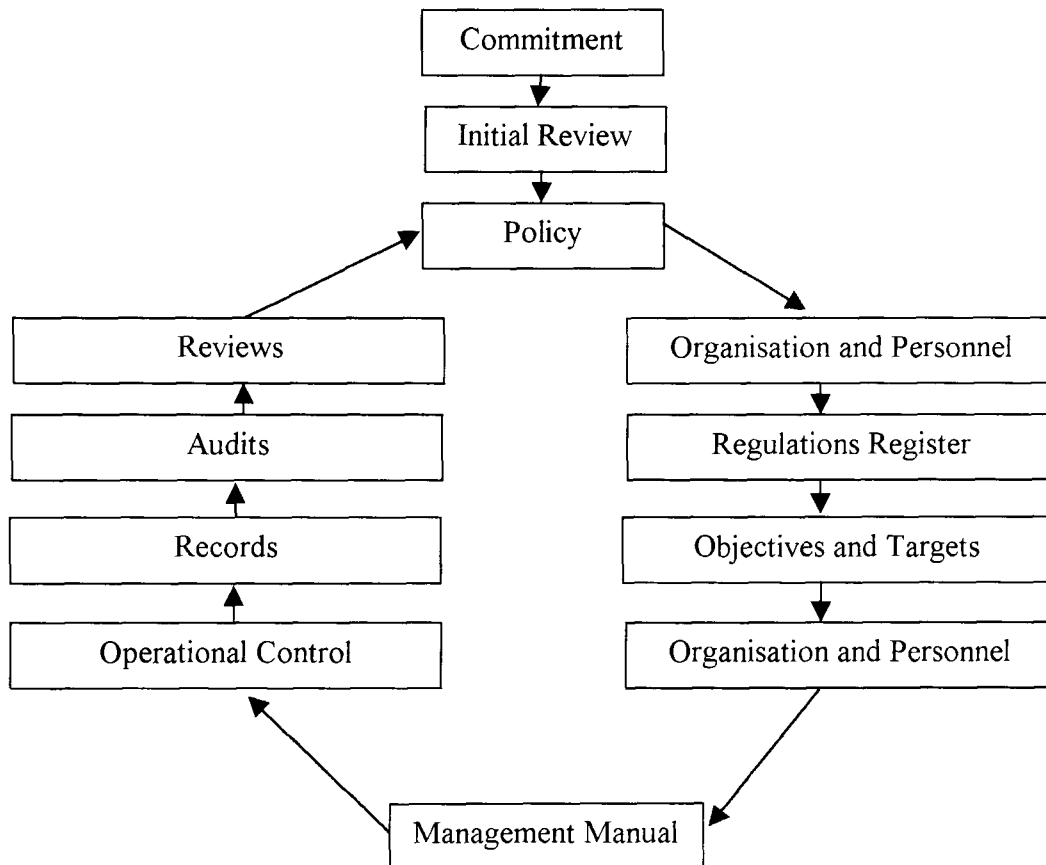 Commitment
Initial Review
Policy
Reviews
Organisation and Personnel
Audits
Regulations Register
Records
Objectives and Targets
Operational Control
Organisation and Personnel
Management Manual